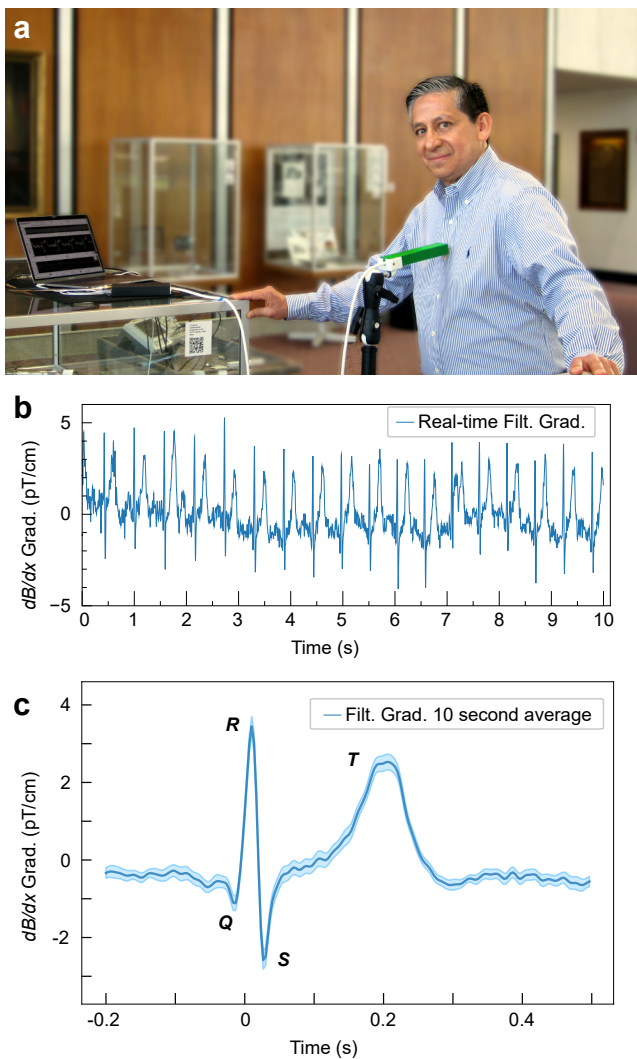 a
b
5
0
−5
dB/dx Grad. (pT/cm)
Real-time Filt. Grad.
0 1 2 3 4 5 6 7 8 9 10
Time (s)
c
4
2
0
-2
dB/dx Grad. (pT/cm)
Filt. Grad. 10 second average
R
T
Q
S
-0.2 0 0.2 0.4
Time (s)